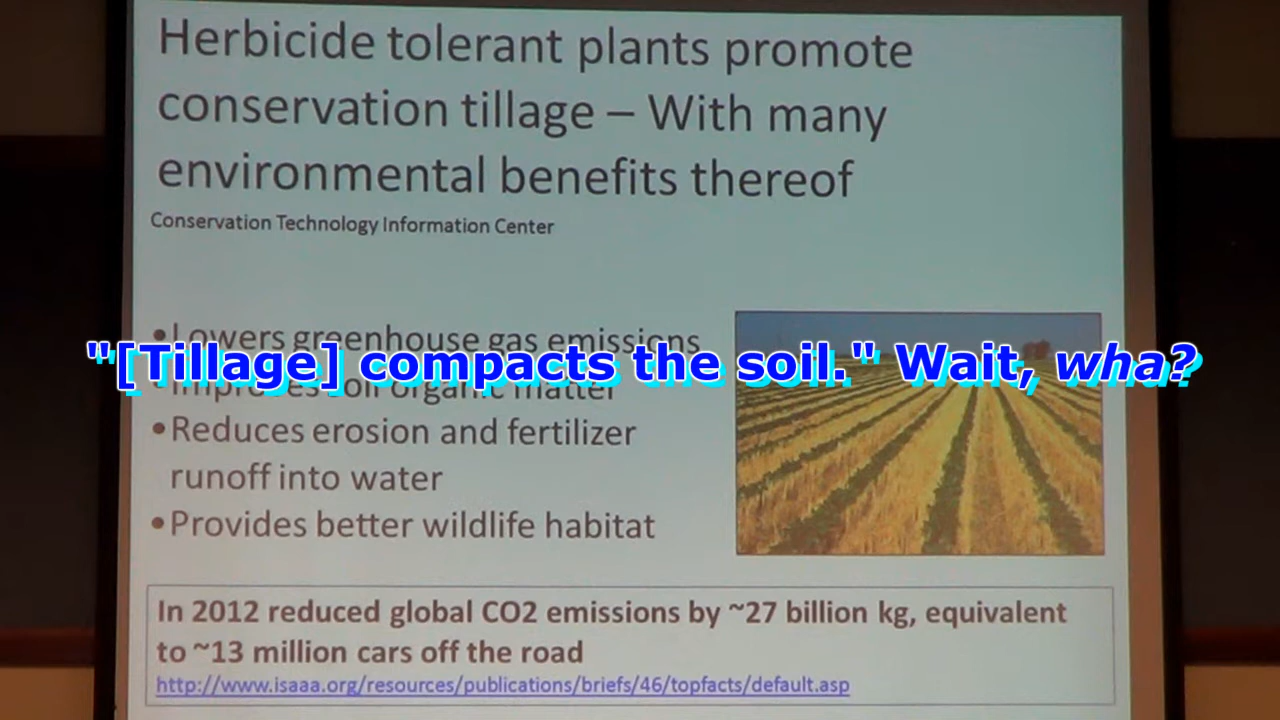 Herbicide tolerant plants promote
conservation tillage – With many
environmental benefits thereof
Conservation Technology Information Center
•Lowers greenhouse gas emissions
"[Tillage] compacts the soil." Wait, wha?
•Improves soil organic matter
•Reduces erosion and fertilizer
runoff into water
•Provides better wildlife habitat
In 2012 reduced global CO2 emissions by ~27 billion kg, equivalent
to ~13 million cars off the road
http://www.isaaa.org/resources/publications/briefs/46/topfacts/default.asp